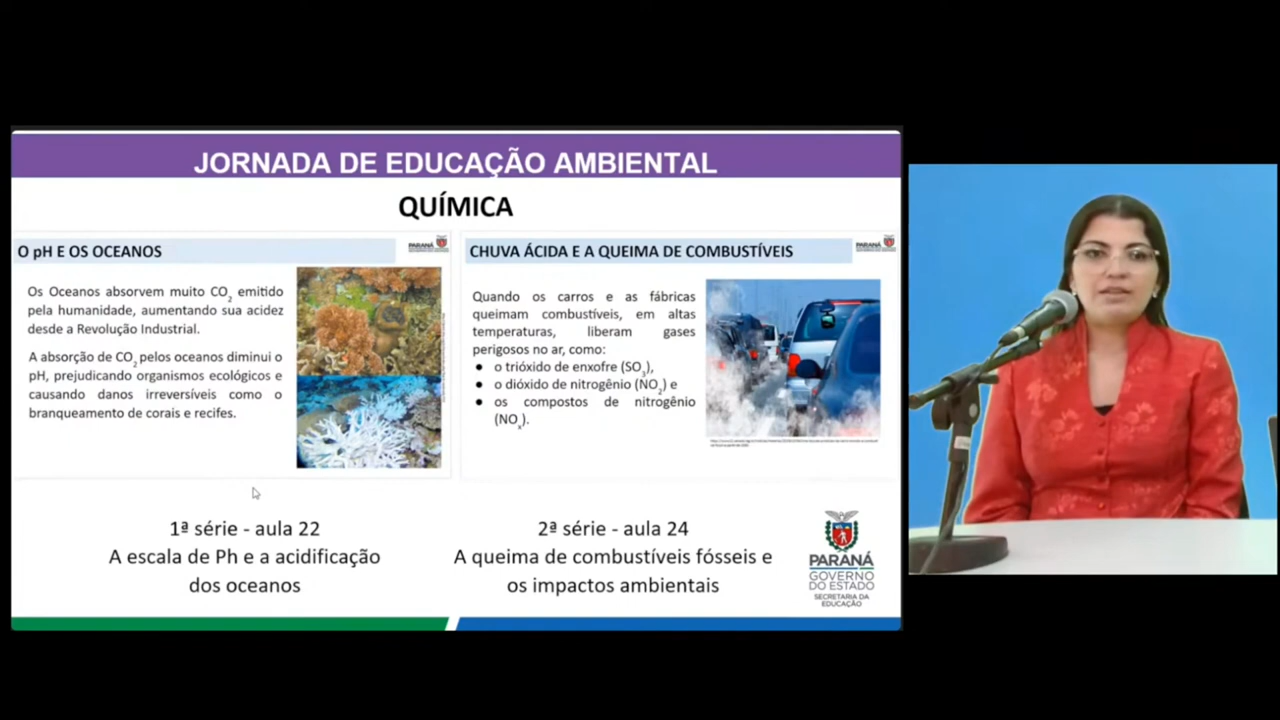 JORNADA DE EDUCAÇÃO AMBIENTAL
QUÍMICA
O pH E OS OCEANOS
PARANÁ
Os Oceanos absorvem muito CO₂ emitido
pela humanidade, aumentando sua acidez
desde a Revolução Industrial.
A absorção de CO₂ pelos oceanos diminui o
pH, prejudicando organismos ecológicos e
causando danos irreversíveis como o
branqueamento de corais e recifes.
CHUVA ÁCIDA E A QUEIMA DE COMBUSTÍVEIS
PARANÁ
Quando os carros e as fábricas
queimam combustíveis, em altas
temperaturas, liberam gases
perigosos no ar, como:
● o trióxido de enxofre (SO₃),
● o dióxido de nitrogênio (NO₂) e
● os compostos de nitrogênio
(NOₓ).
1ª série - aula 22
A escala de Ph e a acidificação
dos oceanos
2ª série - aula 24
A queima de combustíveis fósseis e
os impactos ambientais
PARANÁ
GOVERNO
DO ESTADO
SECRETARIA DA
EDUCAÇÃO